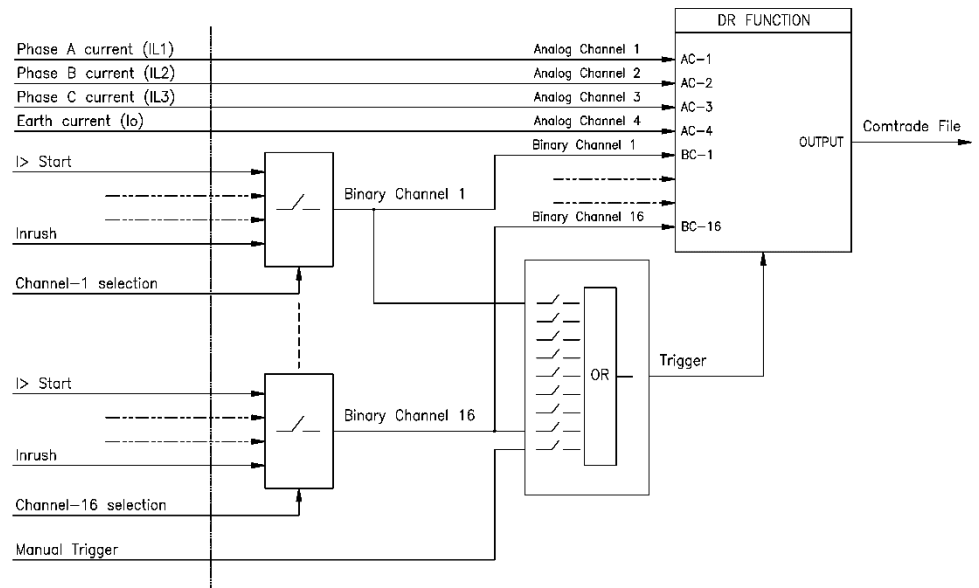 DR FUNCTION
Phase A current (IL1)
Analog Channel 1
AC-1
Phase B current (IL2)
Analog Channel 2
AC-2
Phase C current (IL3)
Analog Channel 3
AC-3
Earth current (Io)
Analog Channel 4
AC-4
OUTPUT
Comtrade File
Binary Channel 1
BC-1
I> Start
Binary Channel 1
Binary Channel 16
BC-16
Inrush
Channel-1 selection
I> Start
OR
Trigger
Binary Channel 16
Inrush
Channel-16 selection
Manual Trigger